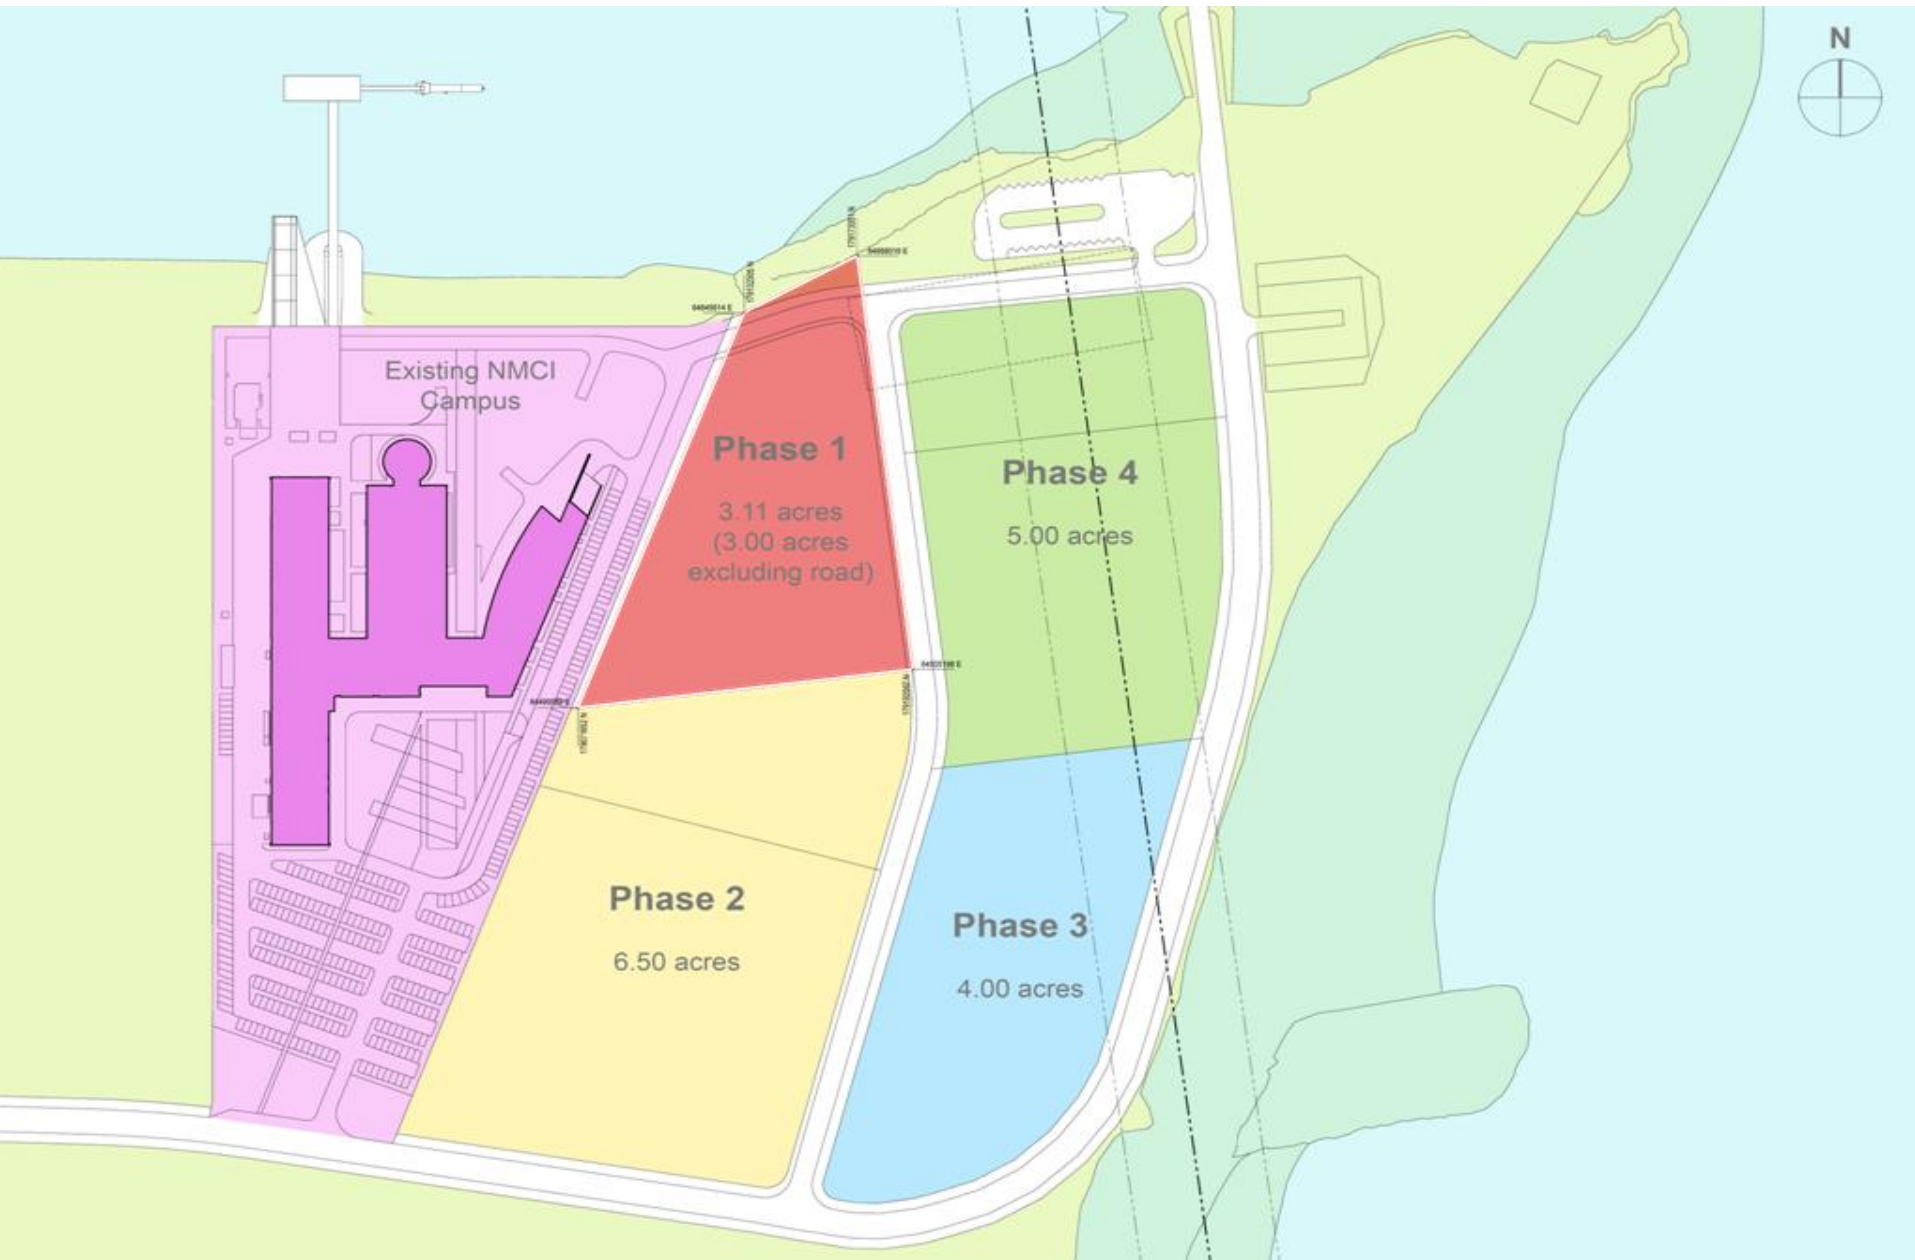 N
Existing NMCI
Campus
Phase 1
3.11 acres
(3.00 acres
excluding road)
Phase 4
5.00 acres
Phase 2
6.50 acres
Phase 3
4.00 acres